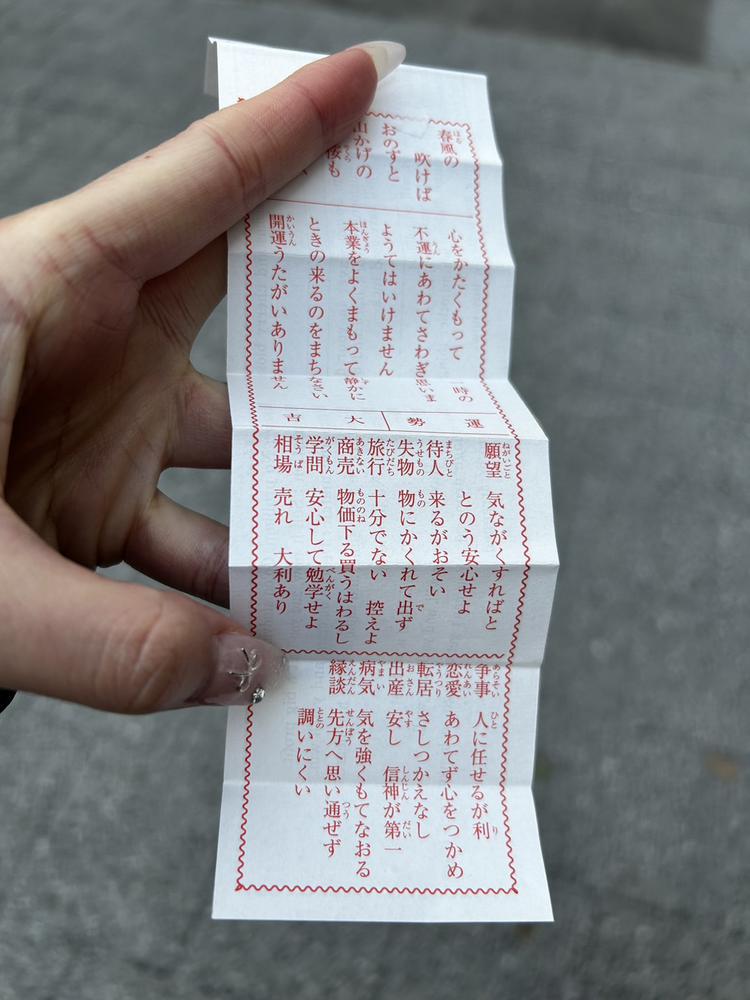 春風の
吹けば
おのずと
かげの
桜も
心をかたくもって時の
不運にあわてさわぎ思いま
ようてはいけません
本業をよくまもって静かに
ときの来るのをまちなさい
開運うたがいありません
運勢 大吉
願望 気ながくすればと
とのう安心せよ
待人 来るがおそい
失物 物にかくれて出ず
旅行 十分でない 控えよ
商売 物価下る買うはわるし
学問 安心して勉学せよ
相場 売れ 大利あり
争事 人に任せるが利
恋愛 あわてず心をつかめ
転居 さしつかえなし
出産 安し 信神が第一
病気 気を強くもてなおる
縁談 先方へ思い通ぜず
調いにくい